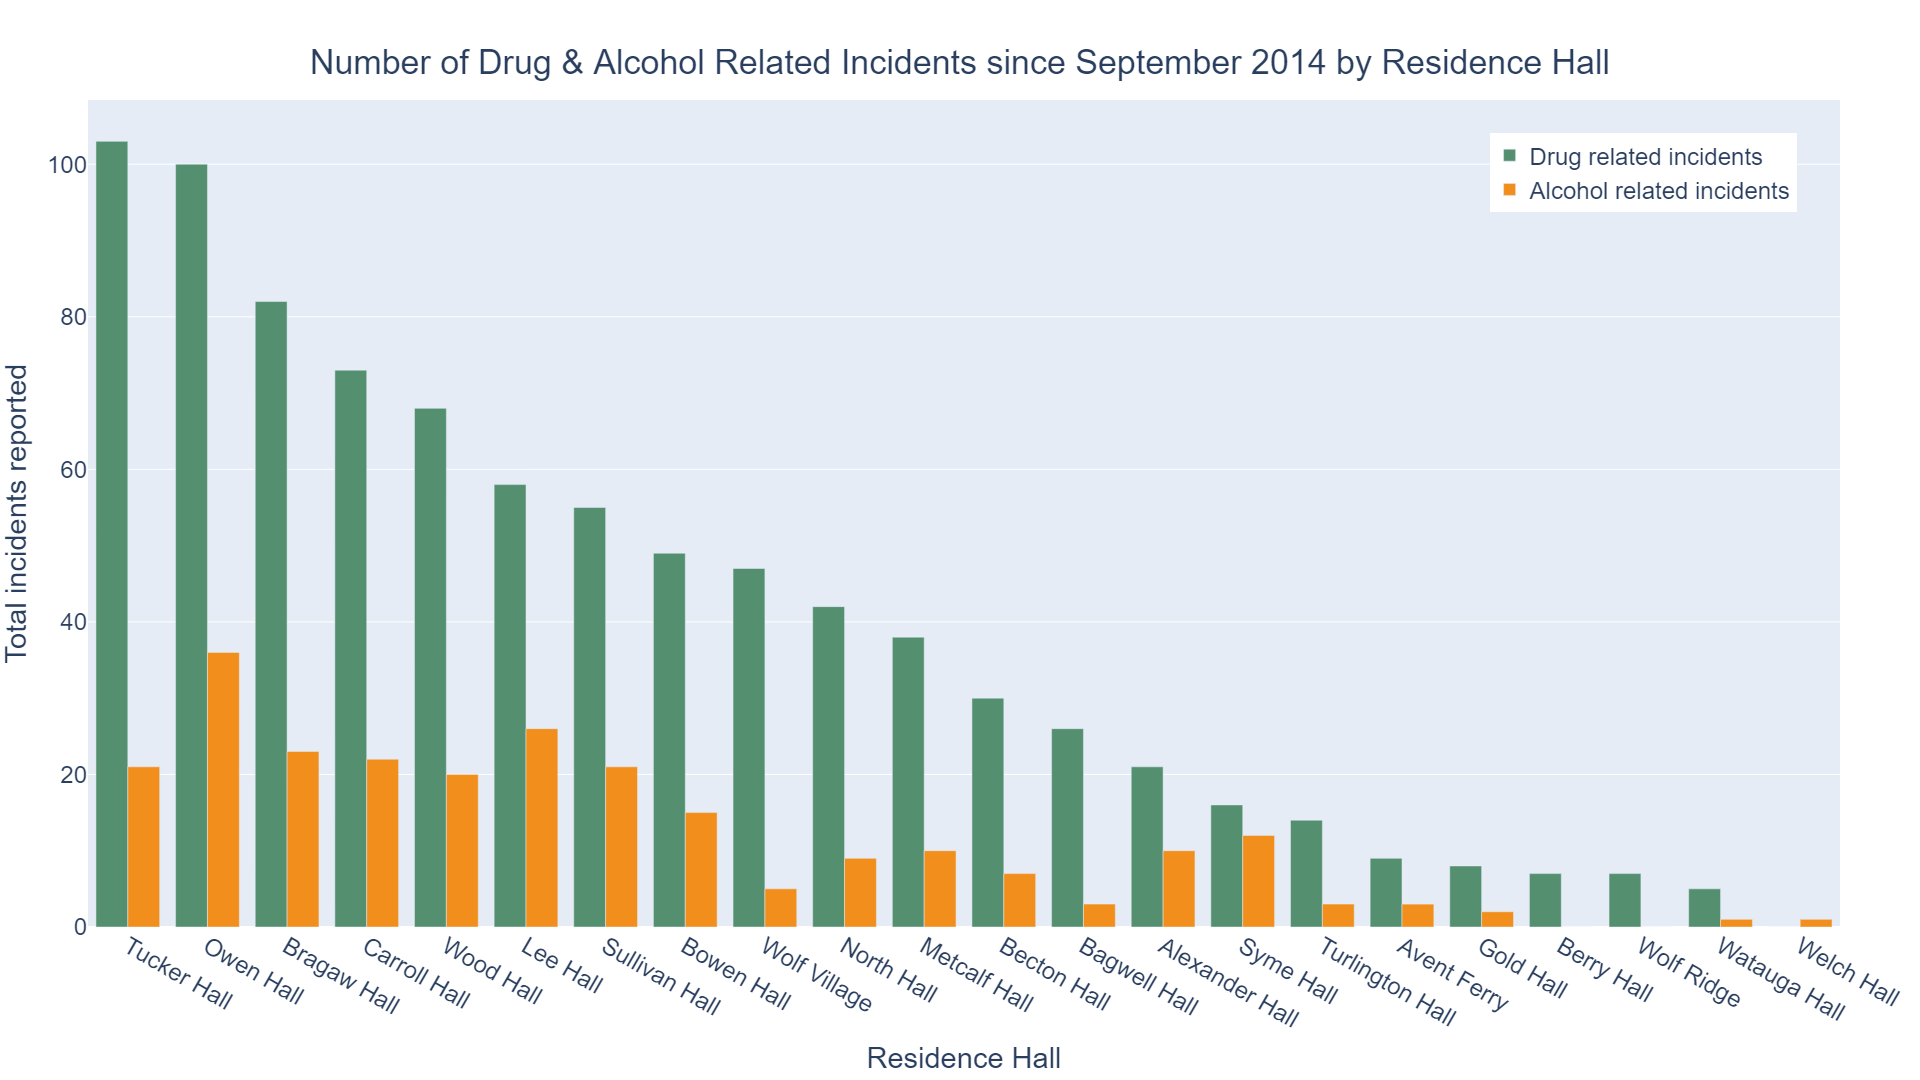 Number of Drug & Alcohol Related Incidents since September 2014 by Residence Hall
Drug related incidents
Alcohol related incidents
Total incidents reported
100
80
60
40
20
0
Tucker Hall
Owen Hall
Bragaw Hall
Carroll Hall
Wood Hall
Lee Hall
Sullivan Hall
Bowen Hall
Wolf Village
North Hall
Metcalf Hall
Becton Hall
Bagwell Hall
Alexander Hall
Syme Hall
Turlington Hall
Avent Ferry
Gold Hall
Berry Hall
Wolf Ridge
Watauga Hall
Welch Hall
Residence Hall